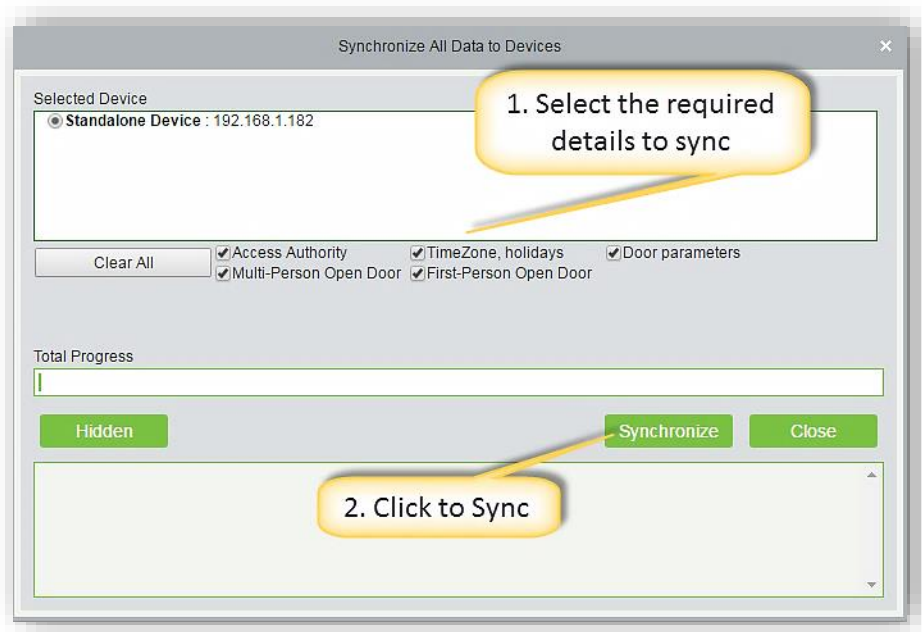 Synchronize All Data to Devices
Selected Device
Standalone Device : 192.168.1.182
1. Select the required
details to sync
Clear All
Access Authority
TimeZone, holidays
Door parameters
Multi-Person Open Door
First-Person Open Door
Total Progress
Hidden
Synchronize
Close
2. Click to Sync